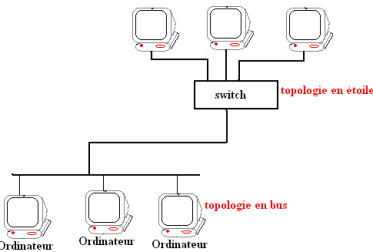 topologie en étoile
switch
topologie en bus
Ordinateur
Ordinateur
Ordinateur